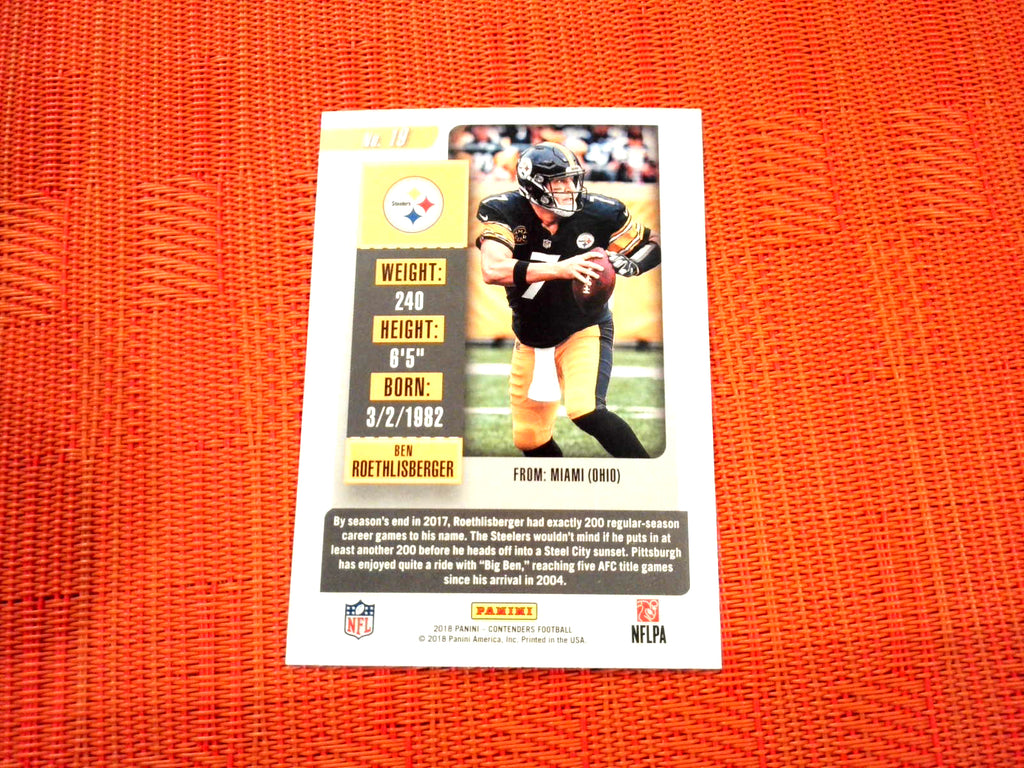 No. 19
Steelers
WEIGHT:
240
HEIGHT:
6'5"
BORN:
3/2/1982
BEN
ROETHLISBERGER
7
FROM: MIAMI (OHIO)
By season's end in 2017, Roethlisberger had exactly 200 regular-season
career games to his name. The Steelers wouldn't mind if he puts in at
least another 200 before he heads off into a Steel City sunset. Pittsburgh
has enjoyed quite a ride with “Big Ben,” reaching five AFC title games
since his arrival in 2004.
NFL
PANINI
2018 PANINI - CONTENDERS FOOTBALL
© 2018 Panini America, Inc. Printed in the USA.
NFLPA